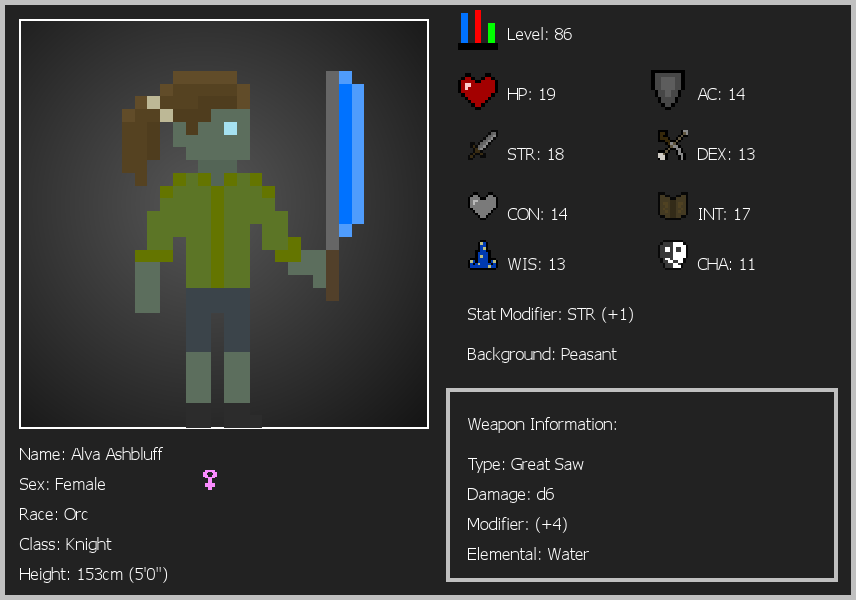 Level: 86
HP: 19
AC: 14
STR: 18
DEX: 13
CON: 14
INT: 17
WIS: 13
CHA: 11
Stat Modifier: STR (+1)
Background: Peasant
Weapon Information:
Type: Great Saw
Damage: d6
Modifier: (+4)
Elemental: Water
Name: Alva Ashbluff
Sex: Female
Race: Orc
Class: Knight
Height: 153cm (5'0")